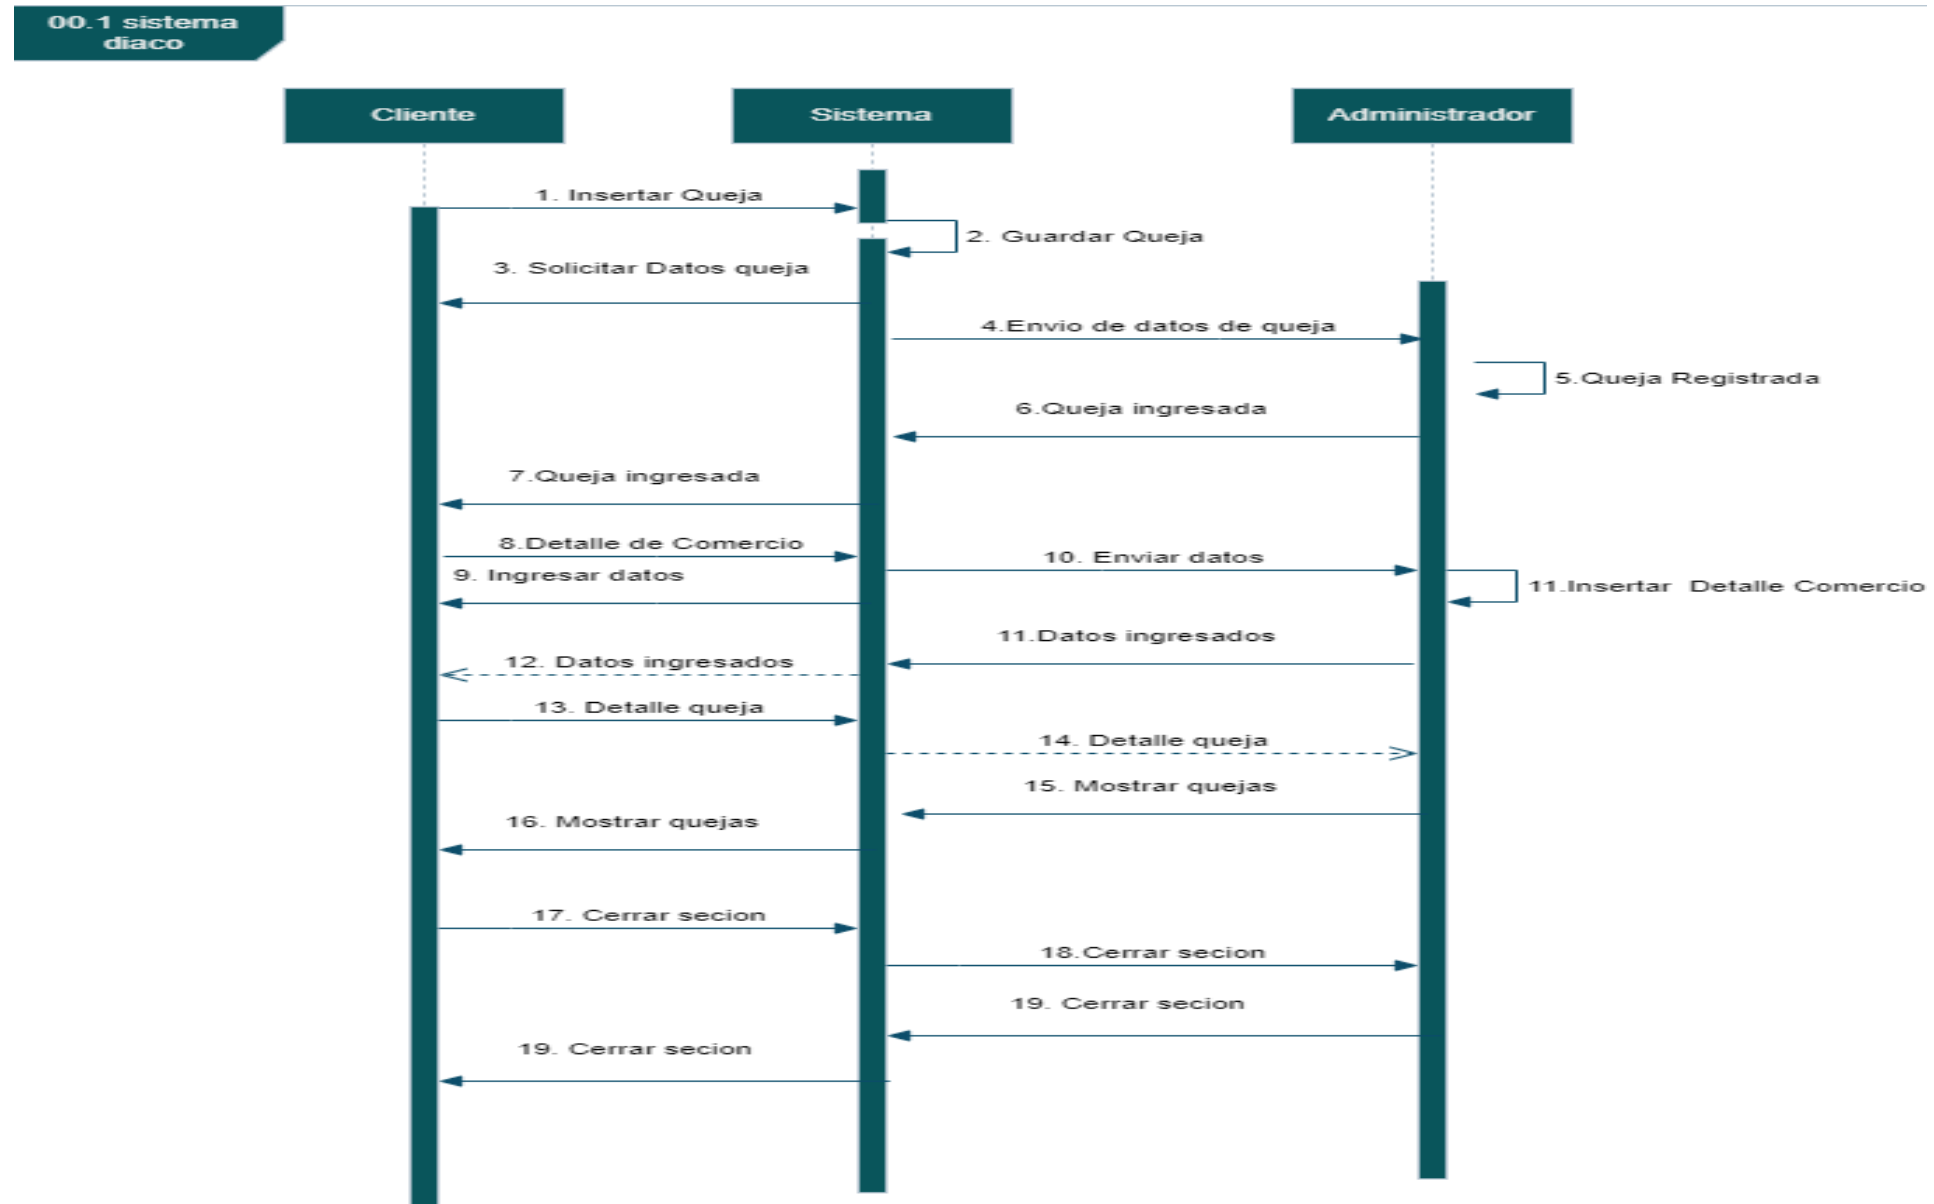 00.1 sistema
diaco
Cliente
Sistema
Administrador
1. Insertar Queja
2. Guardar Queja
3. Solicitar Datos queja
4.Envio de datos de queja
5.Queja Registrada
6.Queja ingresada
7.Queja ingresada
8.Detalle de Comercio
9. Ingresar datos
10. Enviar datos
11.Insertar Detalle Comercio
11.Datos ingresados
12. Datos ingresados
13. Detalle queja
14. Detalle queja
15. Mostrar quejas
16. Mostrar quejas
17. Cerrar secion
18.Cerrar secion
19. Cerrar secion
19. Cerrar secion